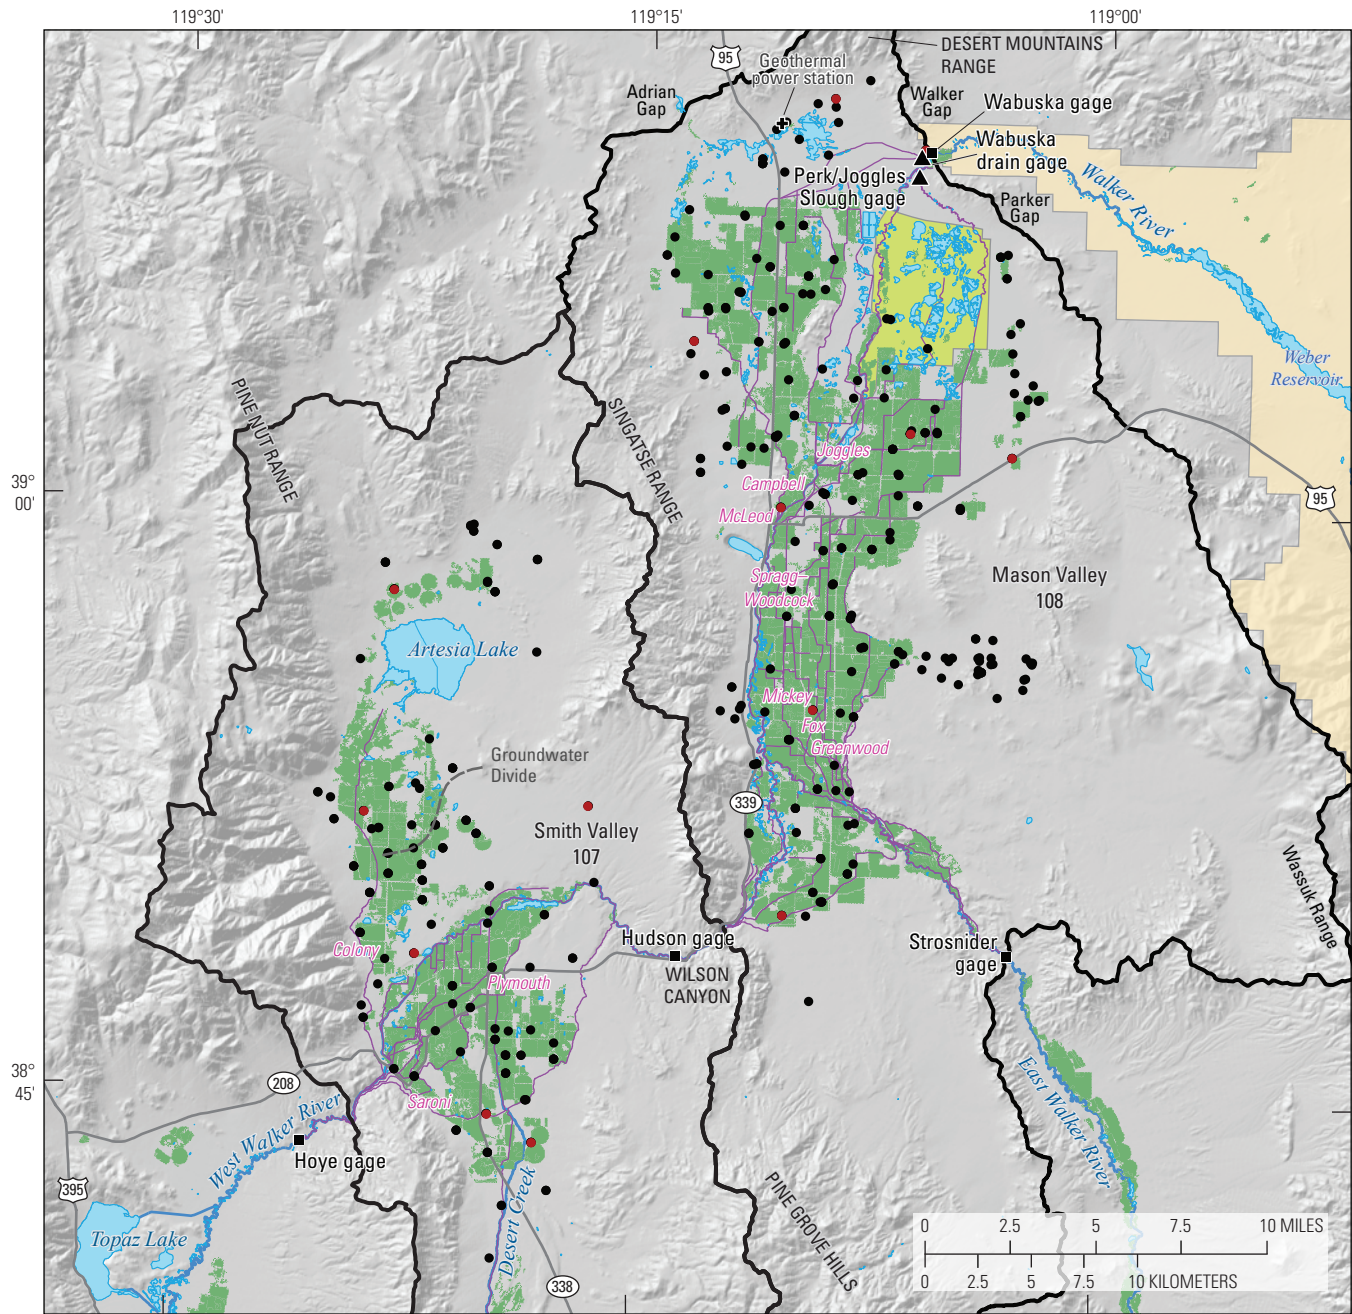 119°30'
119°15'
119°00'
95
DESERT MOUNTAINS
RANGE
Geothermal
power station
Adrian
Gap
Walker
Gap
Wabuska gage
Wabuska
drain gage
Perk/Joggles
Slough gage
Walker River
Parker
Gap
Weber
Reservoir
PINE NUT RANGE
SINGATSE RANGE
Joggles
Campbell
McLeod
39°
00'
95
Spragg–
Woodcock
Mason Valley
108
Artesia Lake
Mickey
Fox
Greenwood
Groundwater
Divide
339
Smith Valley
107
Wassuk Range
Colony
Hudson gage
Strosnider
gage
WILSON
CANYON
Plymouth
38°
45'
208
Saroni
West Walker River
East Walker River
Hoye gage
395
Topaz Lake
Desert Creek
PINE GROVE HILLS
338
0 2.5 5 7.5 10 MILES
0 2.5 5 7.5 10 KILOMETERS